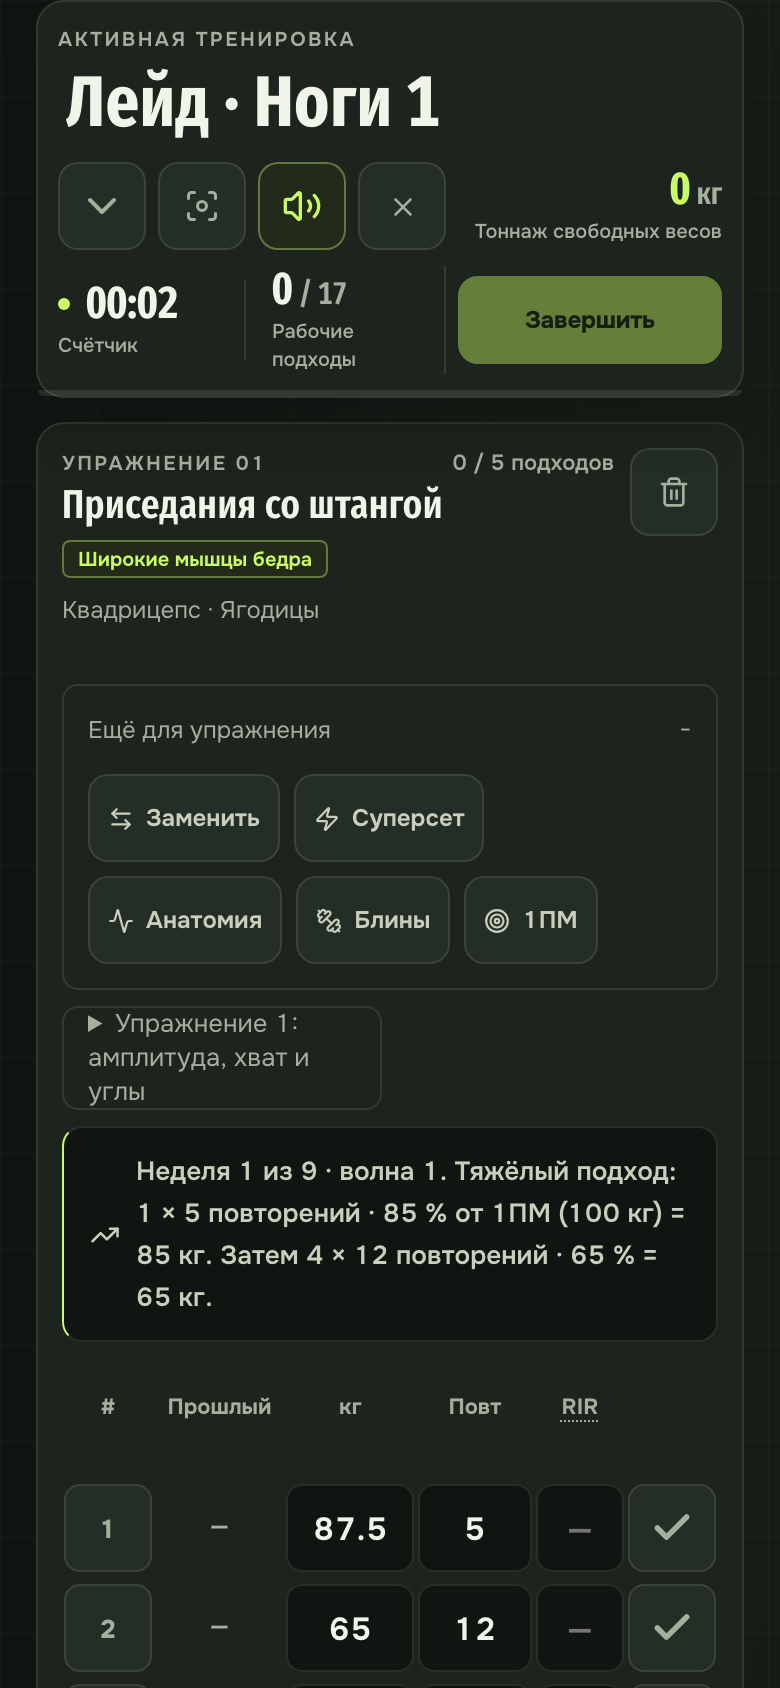 АКТИВНАЯ ТРЕНИРОВКА
Лейд · Ноги 1
0 кг
Тоннаж свободных весов
00:02
Счётчик
0 / 17
Рабочие
подходы
Завершить
УПРАЖНЕНИЕ 01
0 / 5 подходов
Приседания со штангой
Широкие мышцы бедра
Квадрицепс · Ягодицы
Ещё для упражнения -
Заменить Суперсет
Анатомия Блины 1ПМ
▶ Упражнение 1:
амплитуда, хват и
углы
Неделя 1 из 9 · волна 1. Тяжёлый подход:
1 × 5 повторений · 85 % от 1ПМ (100 кг) =
85 кг. Затем 4 × 12 повторений · 65 % =
65 кг.
# Прошлый кг Повт RIR
1 – 87.5 5 –
2 – 65 12 –